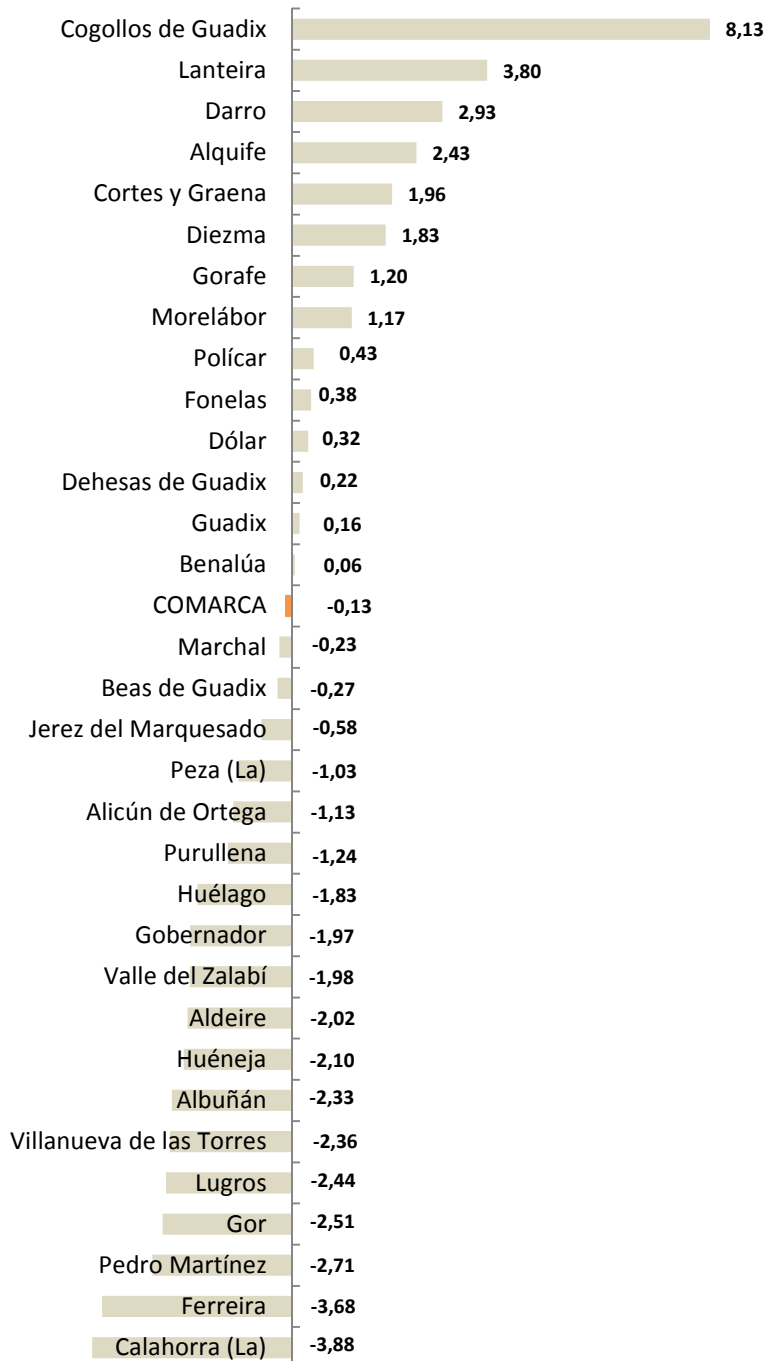 Cogollos de Guadix 8,13
Lanteira 3,80
Darro 2,93
Alquife 2,43
Cortes y Graena 1,96
Diezma 1,83
Gorafe 1,20
Morelábor 1,17
Polícar 0,43
Fonelas 0,38
Dólar 0,32
Dehesas de Guadix 0,22
Guadix 0,16
Benalúa 0,06
COMARCA -0,13
Marchal -0,23
Beas de Guadix -0,27
Jerez del Marquesado -0,58
Peza (La) -1,03
Alicún de Ortega -1,13
Purullena -1,24
Huélago -1,83
Gobernador -1,97
Valle del Zalabí -1,98
Aldeire -2,02
Huéneja -2,10
Albuñán -2,33
Villanueva de las Torres -2,36
Lugros -2,44
Gor -2,51
Pedro Martínez -2,71
Ferreira -3,68
Calahorra (La) -3,88